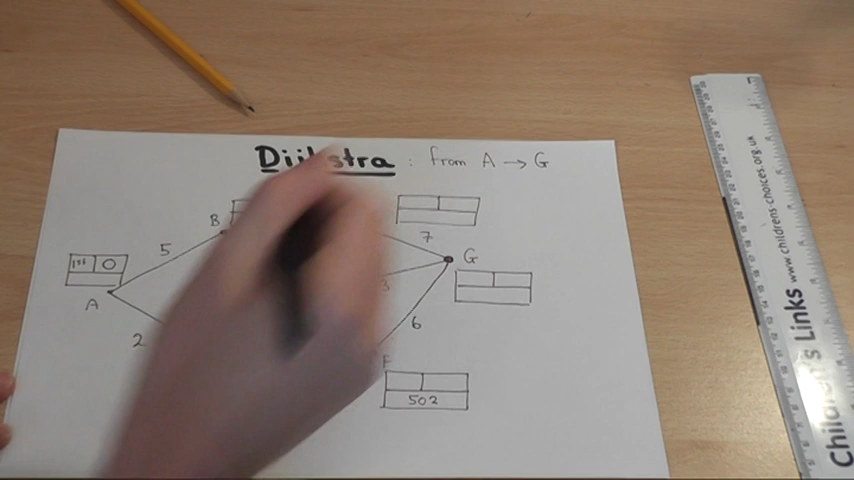 Dijkstra : from A → G
B
7
5
G
1st 0
A
3
6
2
F
502
Children's Links www.childrens-choices.org.uk